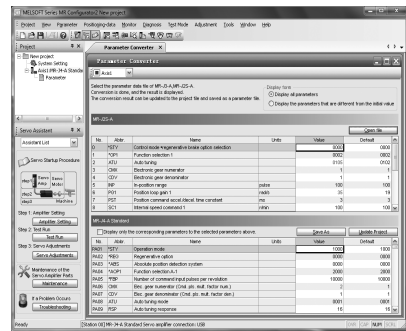 MELSOFT Series MR Configurator2 New project
Project View Parameter Positioning-data Monitor Diagnosis Test Mode Adjustment Tools Window Help
Project
Parameter Converter
New project
System Setting
Axis1:MR-J4-A Standard
Parameter
Parameter Converter
Axis1
Select the parameter data file of MR-J3-A,MR-J2S-A.
Conversion is done, and the result is displayed.
The conversion result can be updated to the project file and saved as a parameter file.
Display form
Display all parameters
Display the parameters that are different from the initial value
Servo Assistant
Assistant List
Servo Startup Procedure
Step 1: Amplifier Setting
Amplifier Setting
Step 2: Test Run
Test Run
Step 3: Servo Adjustments
Servo Adjustments
Maintenance of the
Servo Amplifier Parts
Maintenance
If a Problem Occurs
Troubleshooting
MR-J2S-A
Open file
No. Abbr. Name Units Value Default
0 *STY Control mode •regenerative brake option selection 0000 0000
1 *OP1 Function selection 1 0002 0002
2 ATU Auto tuning 0105 0102
3 CMX Electronic gear numerator 1 1
4 CDV Electronic gear denominator 1 1
5 INP In-position range pulse 100 100
6 PG1 Position loop gain 1 rad/s 35 35
7 PST Position command accel./decel. time constant ms 3 3
8 SC1 Internal speed command 1 r/min 100 100
MR-J4-A Standard
Display only the corresponding parameters to the selected parameters above.
Save As
Update Project
No. Abbr. Name Units Value Default
PA01 *STY Operation mode 1000 1000
PA02 *REG Regenerative option 0000 0000
PA03 *ABS Absolute position detection system 0000 0000
PA04 *AOP1 Function selection A-1 2000 2000
PA05 *FBP Number of command input pulses per revolution 10000 10000
PA06 CMX Elec. gear numerator (Cmd. pls. mult. factor num.) 1
PA07 CDV Elec. gear denominator (Cmd. pls. mult. factor den.) 1 1
PA08 ATU Auto tuning mode 0001 0001
PA09 RSP Auto tuning response 16 16
Ready
[Station 00] MR-J4-A Standard Servo amplifier connection: USB
CAP NUM